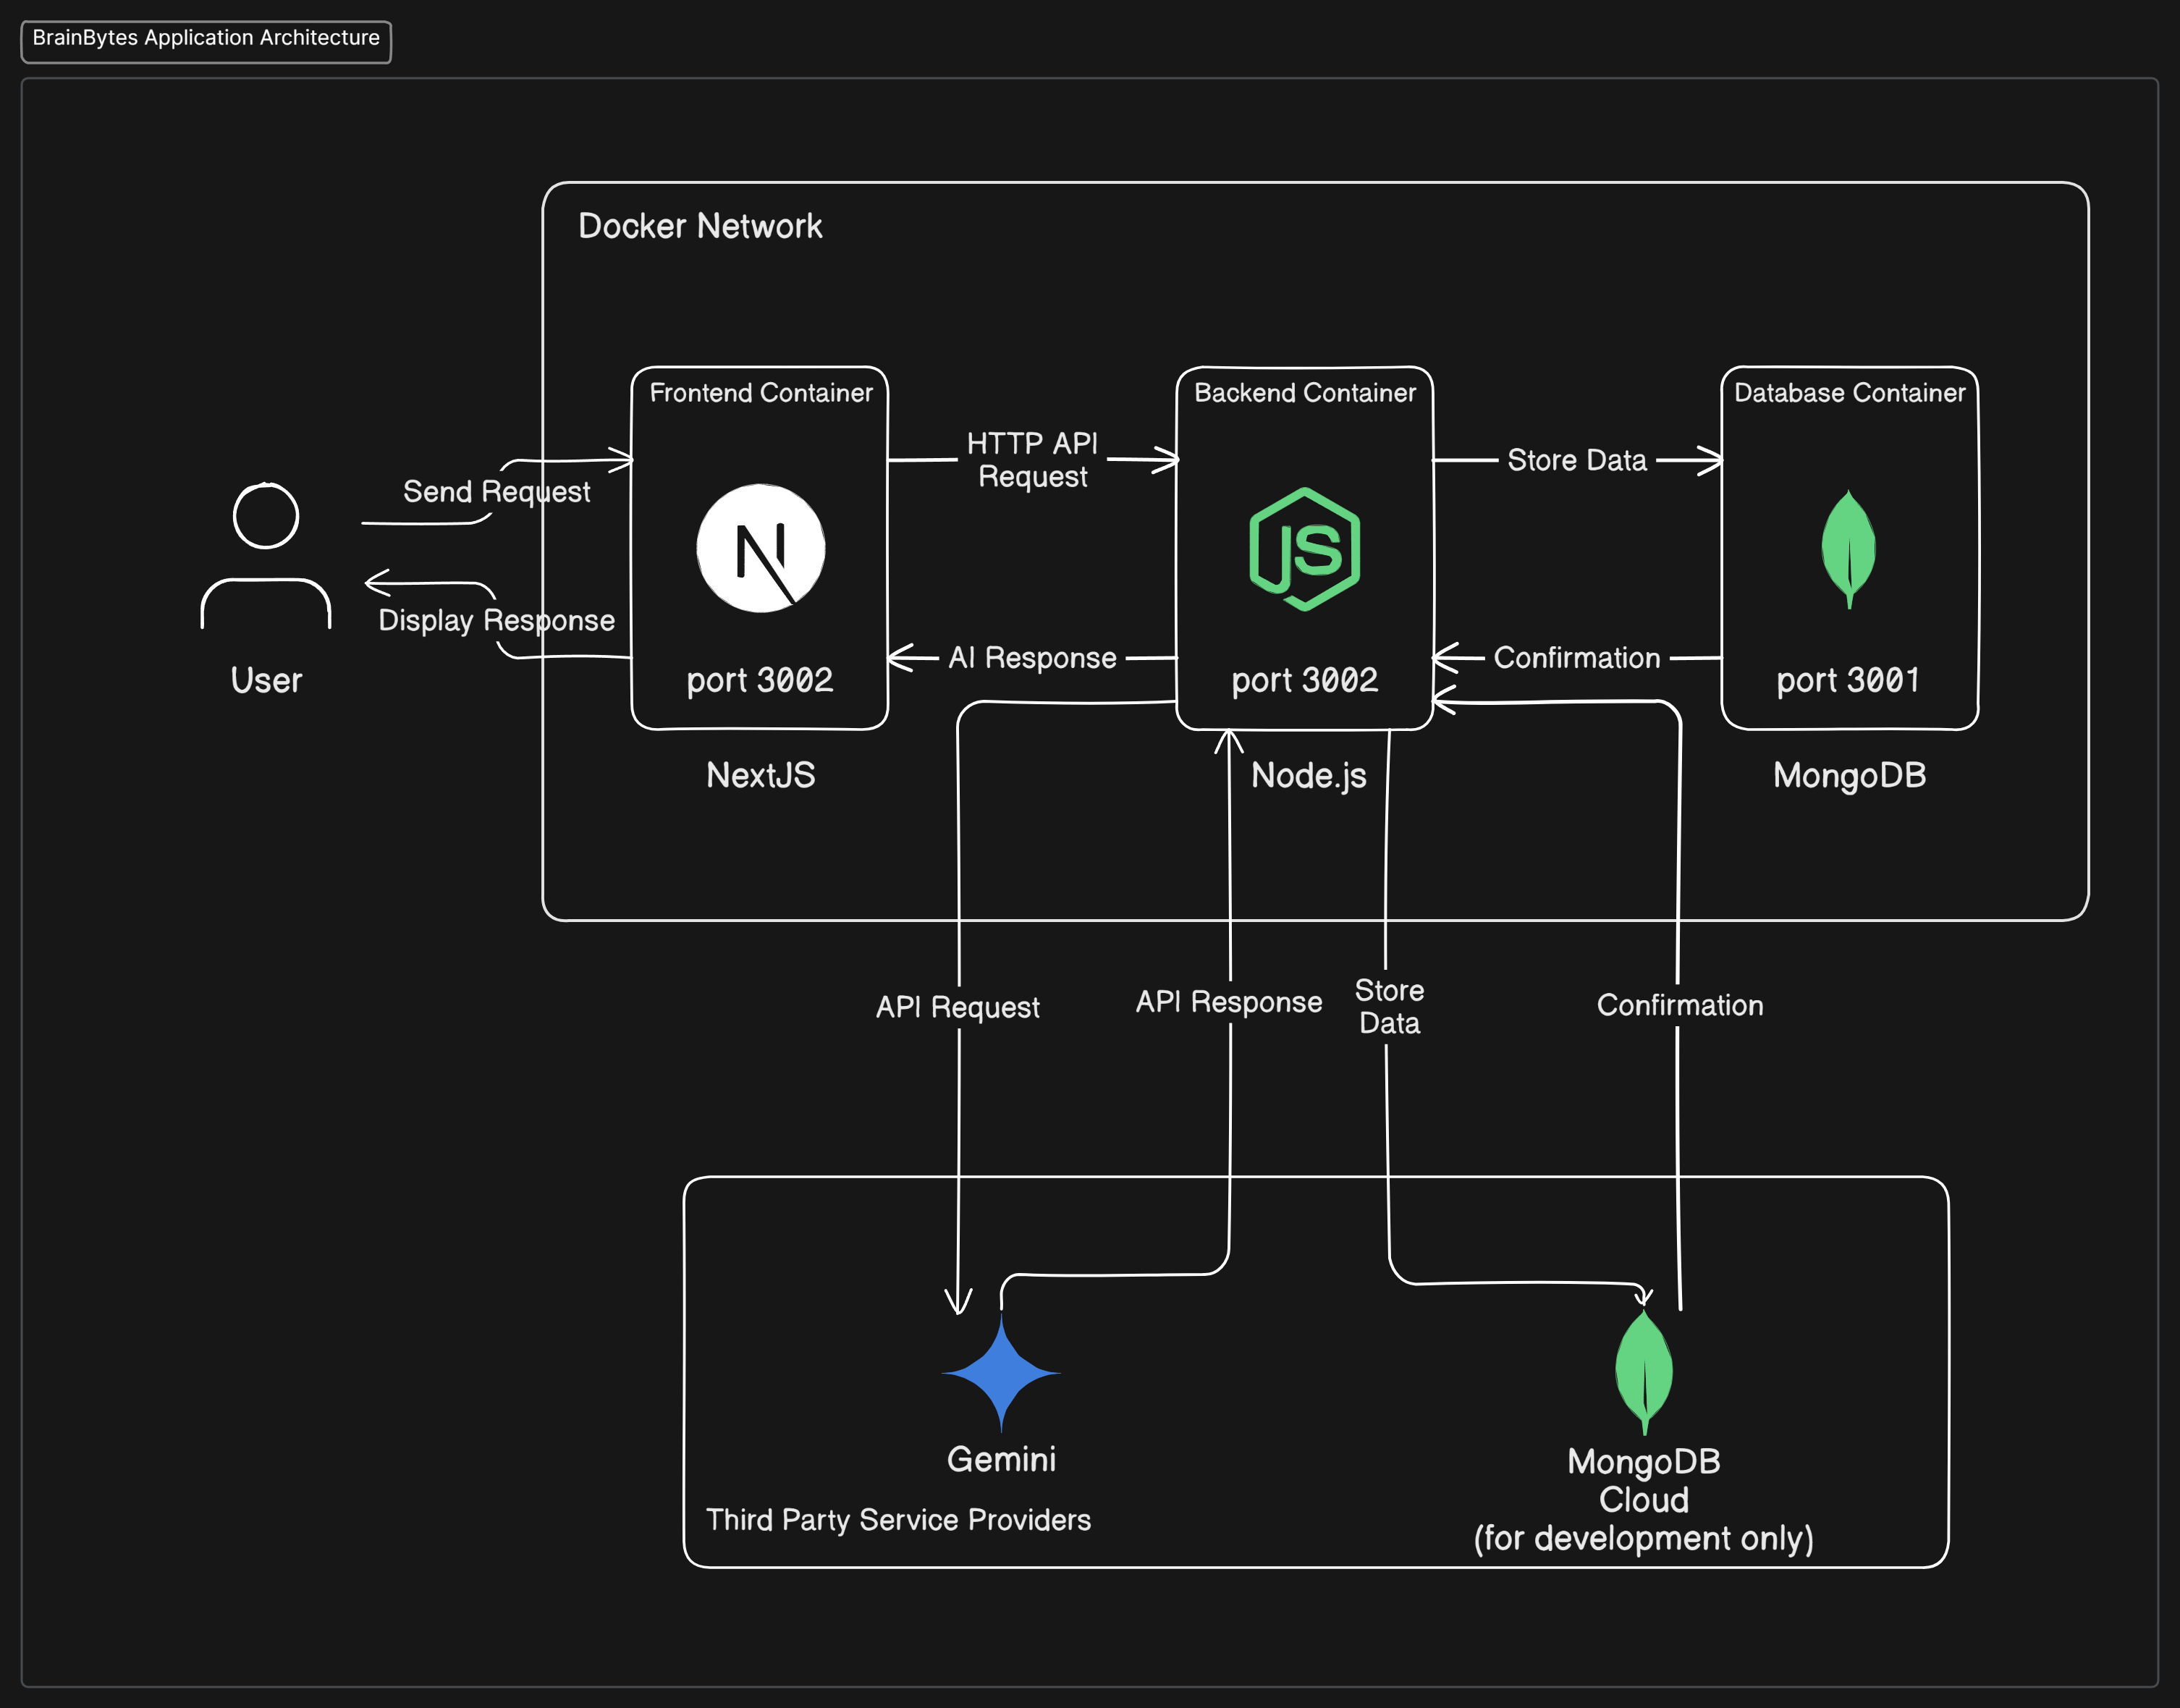 BrainBytes Application Architecture
Docker Network
Frontend Container
Backend Container
Database Container
HTTP API
Request
Store Data
Send Request
N
JS
Display Response
AI Response
Confirmation
User
port 3002
port 3002
port 3001
NextJS
Node.js
MongoDB
API Request
API Response
Store
Data
Confirmation
Gemini
MongoDB
Cloud
(for development only)
Third Party Service Providers